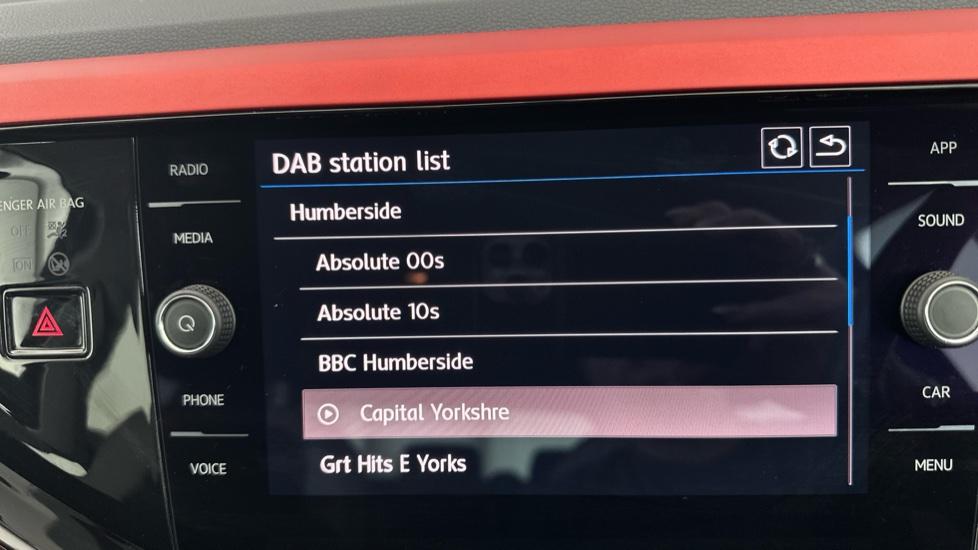 DAB station list
Humberside
Absolute 00s
Absolute 10s
BBC Humberside
Capital Yorkshre
Grt Hits E Yorks
RADIO
MEDIA
PHONE
VOICE
ENGER AIR BAG
OFF
ON
APP
SOUND
CAR
MENU